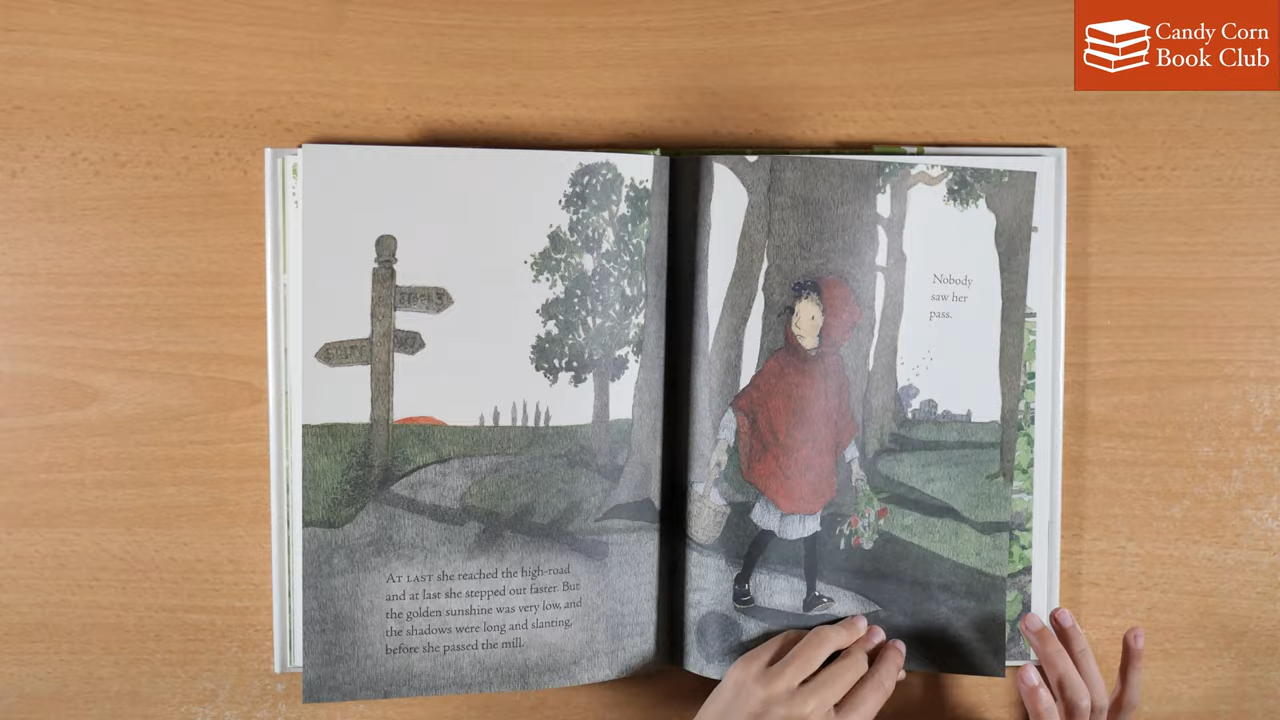 Candy Corn
Book Club
AT LAST she reached the high-road
and at last she stepped out faster. But
the golden sunshine was very low, and
the shadows were long and slanting,
before she passed the mill.
Nobody
saw her
pass.